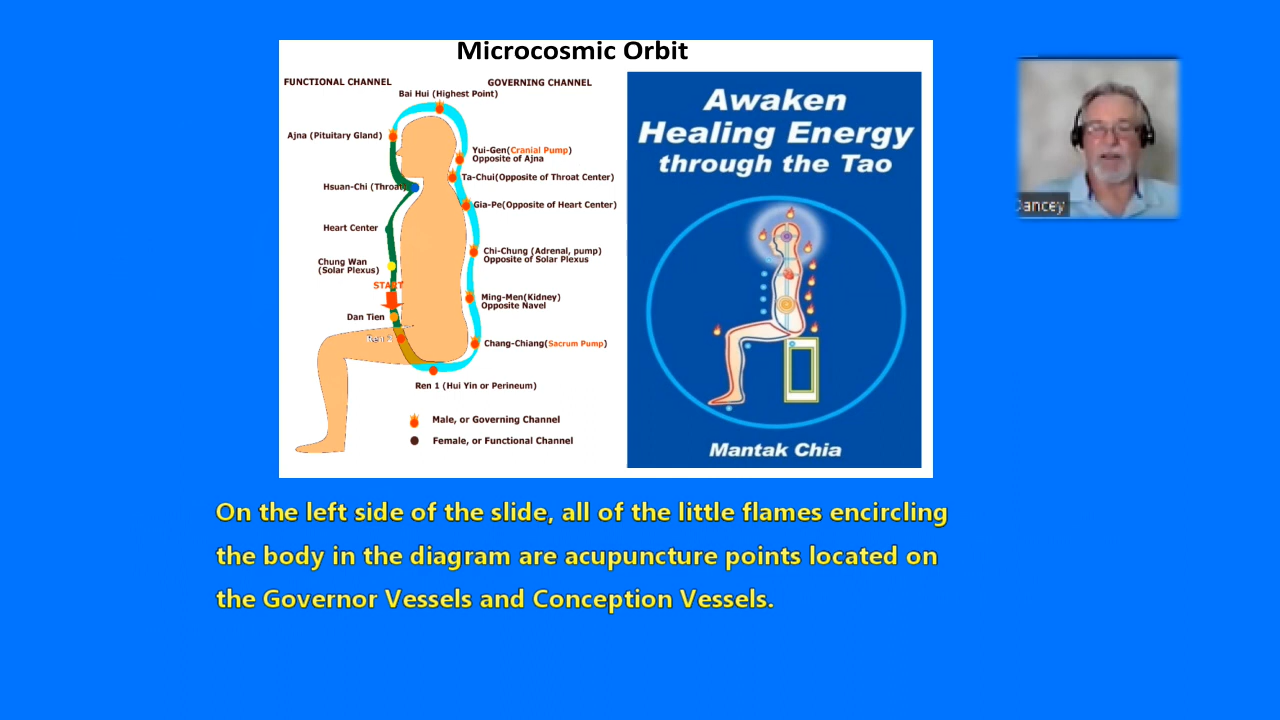 Microcosmic Orbit
FUNCTIONAL CHANNEL
GOVERNING CHANNEL
Bai Hui (Highest Point)
Ajna (Pituitary Gland)
Yui-Gen(Cranial Pump)
Opposite of Ajna
Ta-Chui(Opposite of Throat Center)
Hsuan-Chi (Throat)
Gia-Pe(Opposite of Heart Center)
Heart Center
Chi-Chung (Adrenal, pump)
Opposite of Solar Plexus
Chung Wan
(Solar Plexus)
START
Ming-Men(Kidney)
Opposite Navel
Dan Tien
Chang-Chiang(Sacrum Pump)
Ren 1 (Hui Yin or Perineum)
Male, or Governing Channel
Female, or Functional Channel
Awaken
Healing Energy
through the Tao
Mantak Chia
Dancey
On the left side of the slide, all of the little flames encircling
the body in the diagram are acupuncture points located on
the Governor Vessels and Conception Vessels.